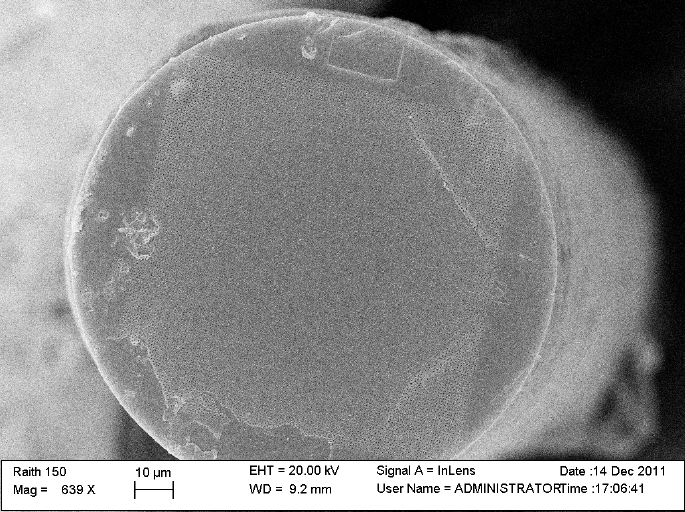 Raith 150 10 µm EHT = 20.00 kV Signal A = InLens Date :14 Dec 2011
Mag = 639 X WD = 9.2 mm User Name = ADMINISTRATOR Time :17:06:41